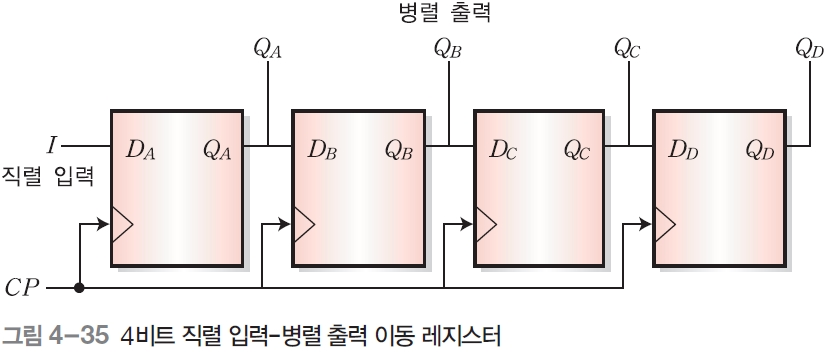 병렬 출력
Q_A Q_B Q_C Q_D
I D_A Q_A D_B Q_B D_C Q_C D_D Q_D
직렬 입력
CP
그림 4-35 4비트 직렬 입력-병렬 출력 이동 레지스터